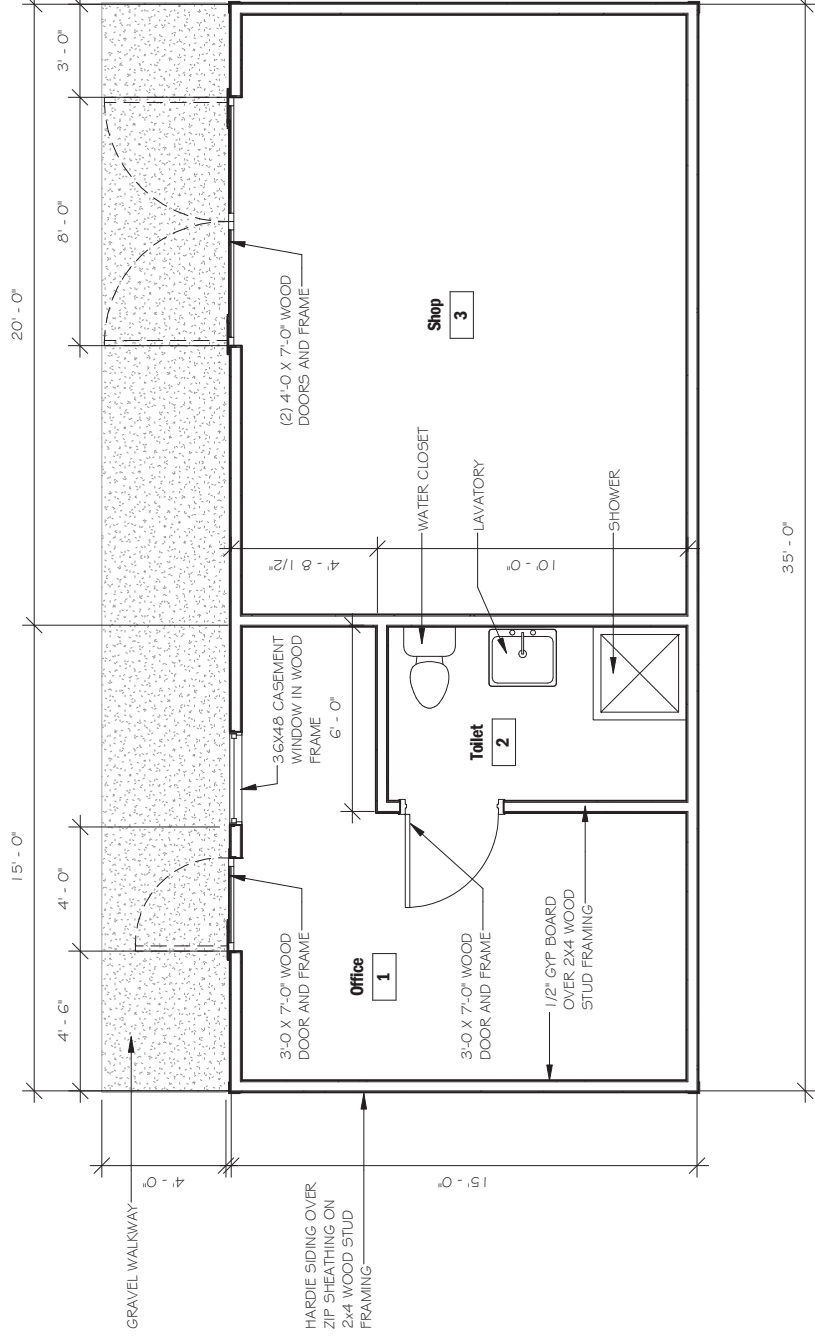 20' - 0"
15' - 0"
3' - 0"
8' - 0"
4' - 0"
4' - 6"
GRAVEL WALKWAY
4' - 0"
15' - 0"
HARDIE SIDING OVER
ZIP SHEATHING ON
2x4 WOOD STUD
FRAMING
3'-0 X 7'-0" WOOD
DOOR AND FRAME
36X48 CASEMENT
WINDOW IN WOOD
FRAME
6' - 0"
(2) 4'-0 X 7'-0" WOOD
DOORS AND FRAME
4' - 8 1/2"
10' - 0"
Office
1
3'-0 X 7'-0" WOOD
DOOR AND FRAME
1/2" GYP BOARD
OVER 2X4 WOOD
STUD FRAMING
Toilet
2
WATER CLOSET
LAVATORY
SHOWER
Shop
3
35' - 0"